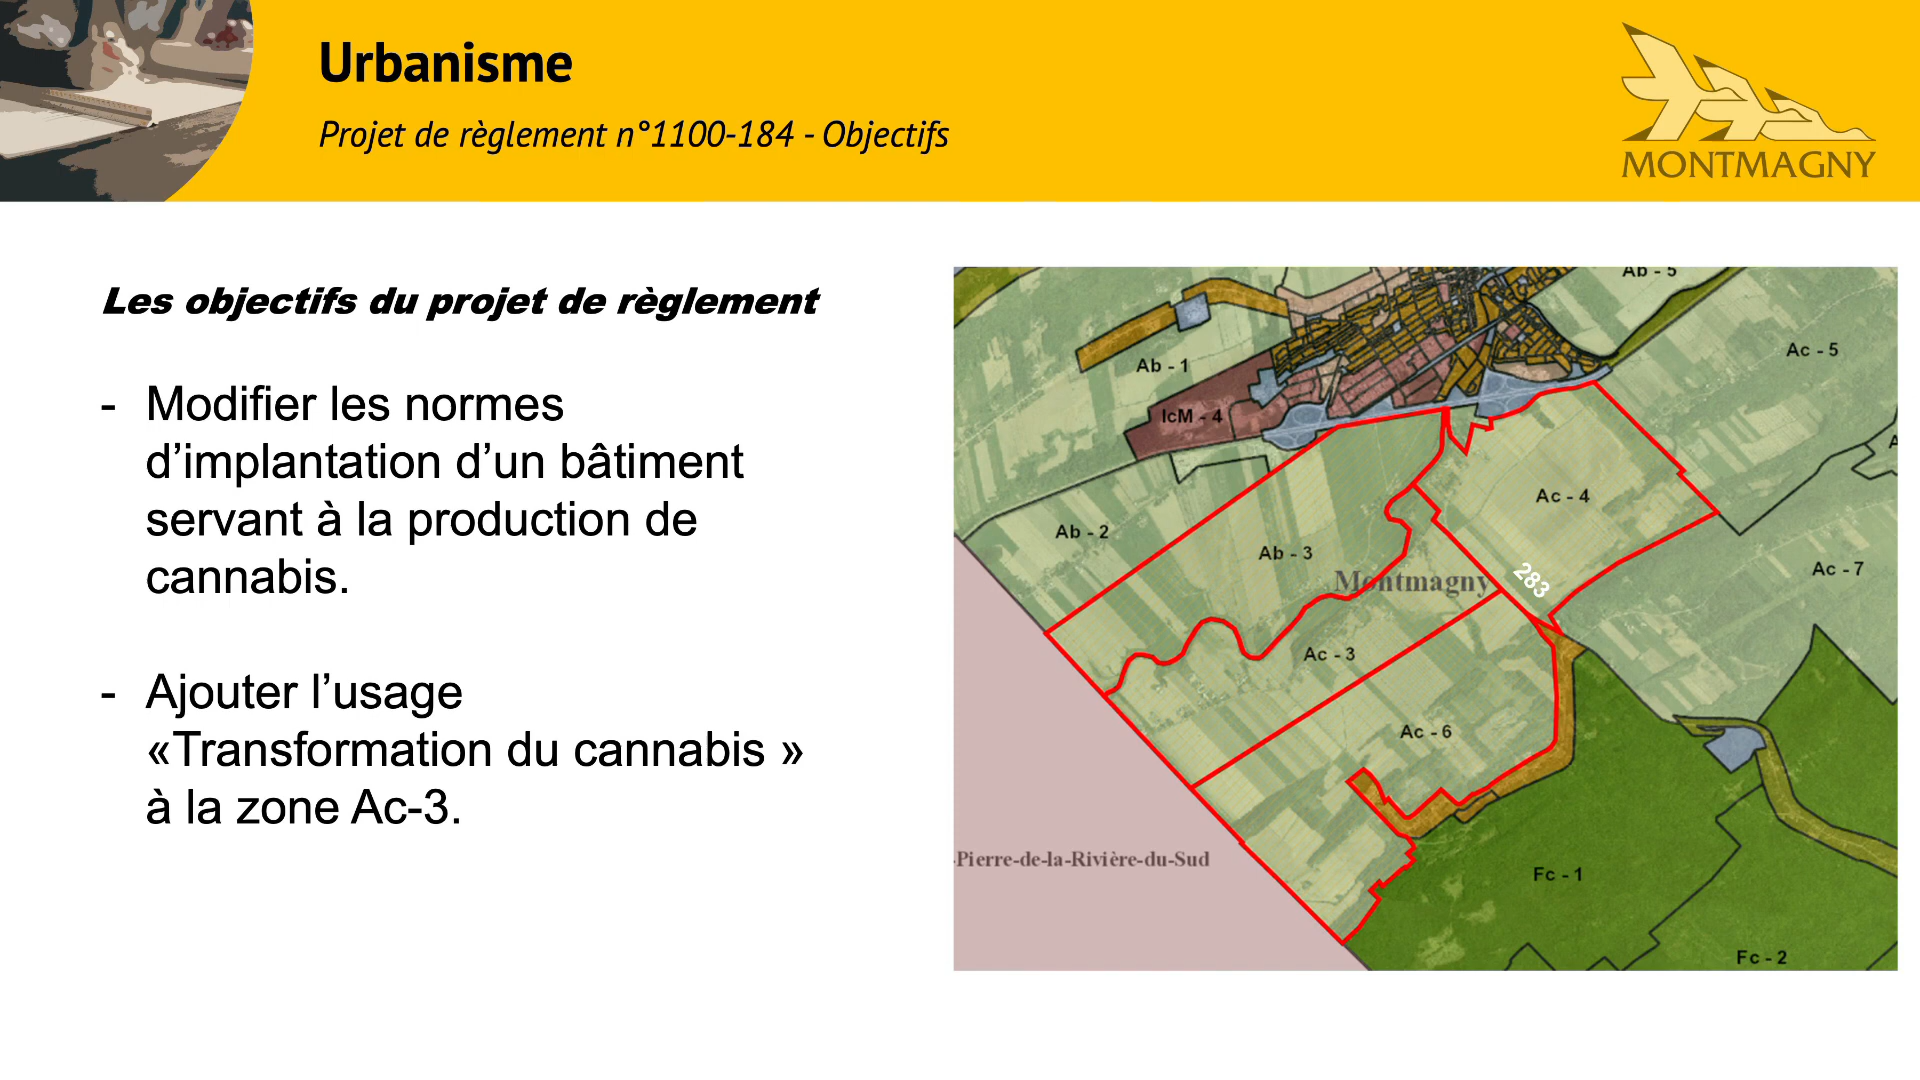 Urbanisme
Projet de règlement n°1100-184 - Objectifs
MONTMAGNY
Les objectifs du projet de règlement
- Modifier les normes
d’implantation d’un bâtiment
servant à la production de
cannabis.
- Ajouter l’usage
«Transformation du cannabis »
à la zone Ac-3.
Ab - 5
Ac - 5
Ab - 1
IcM - 4
A
Ac - 4
Ab - 2
Ab - 3
Ac - 7
Montmagny
283
Ac - 3
Ac - 6
-Pierre-de-la-Rivière-du-Sud
Fc - 1
Fc - 2